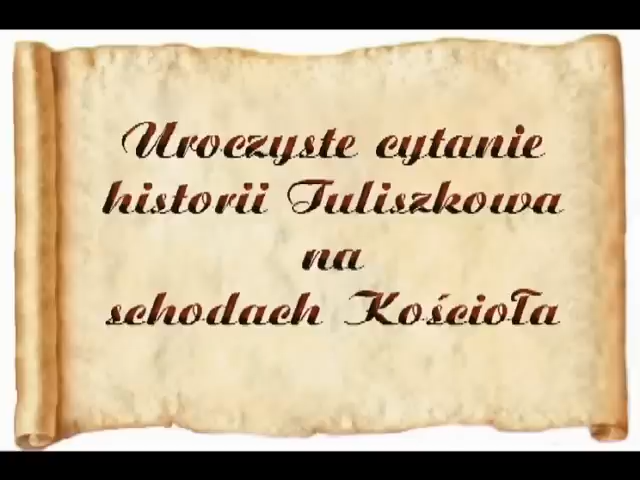 Uroczyste cytanie
historii Tuliszkowa
na
schodach Kościoła